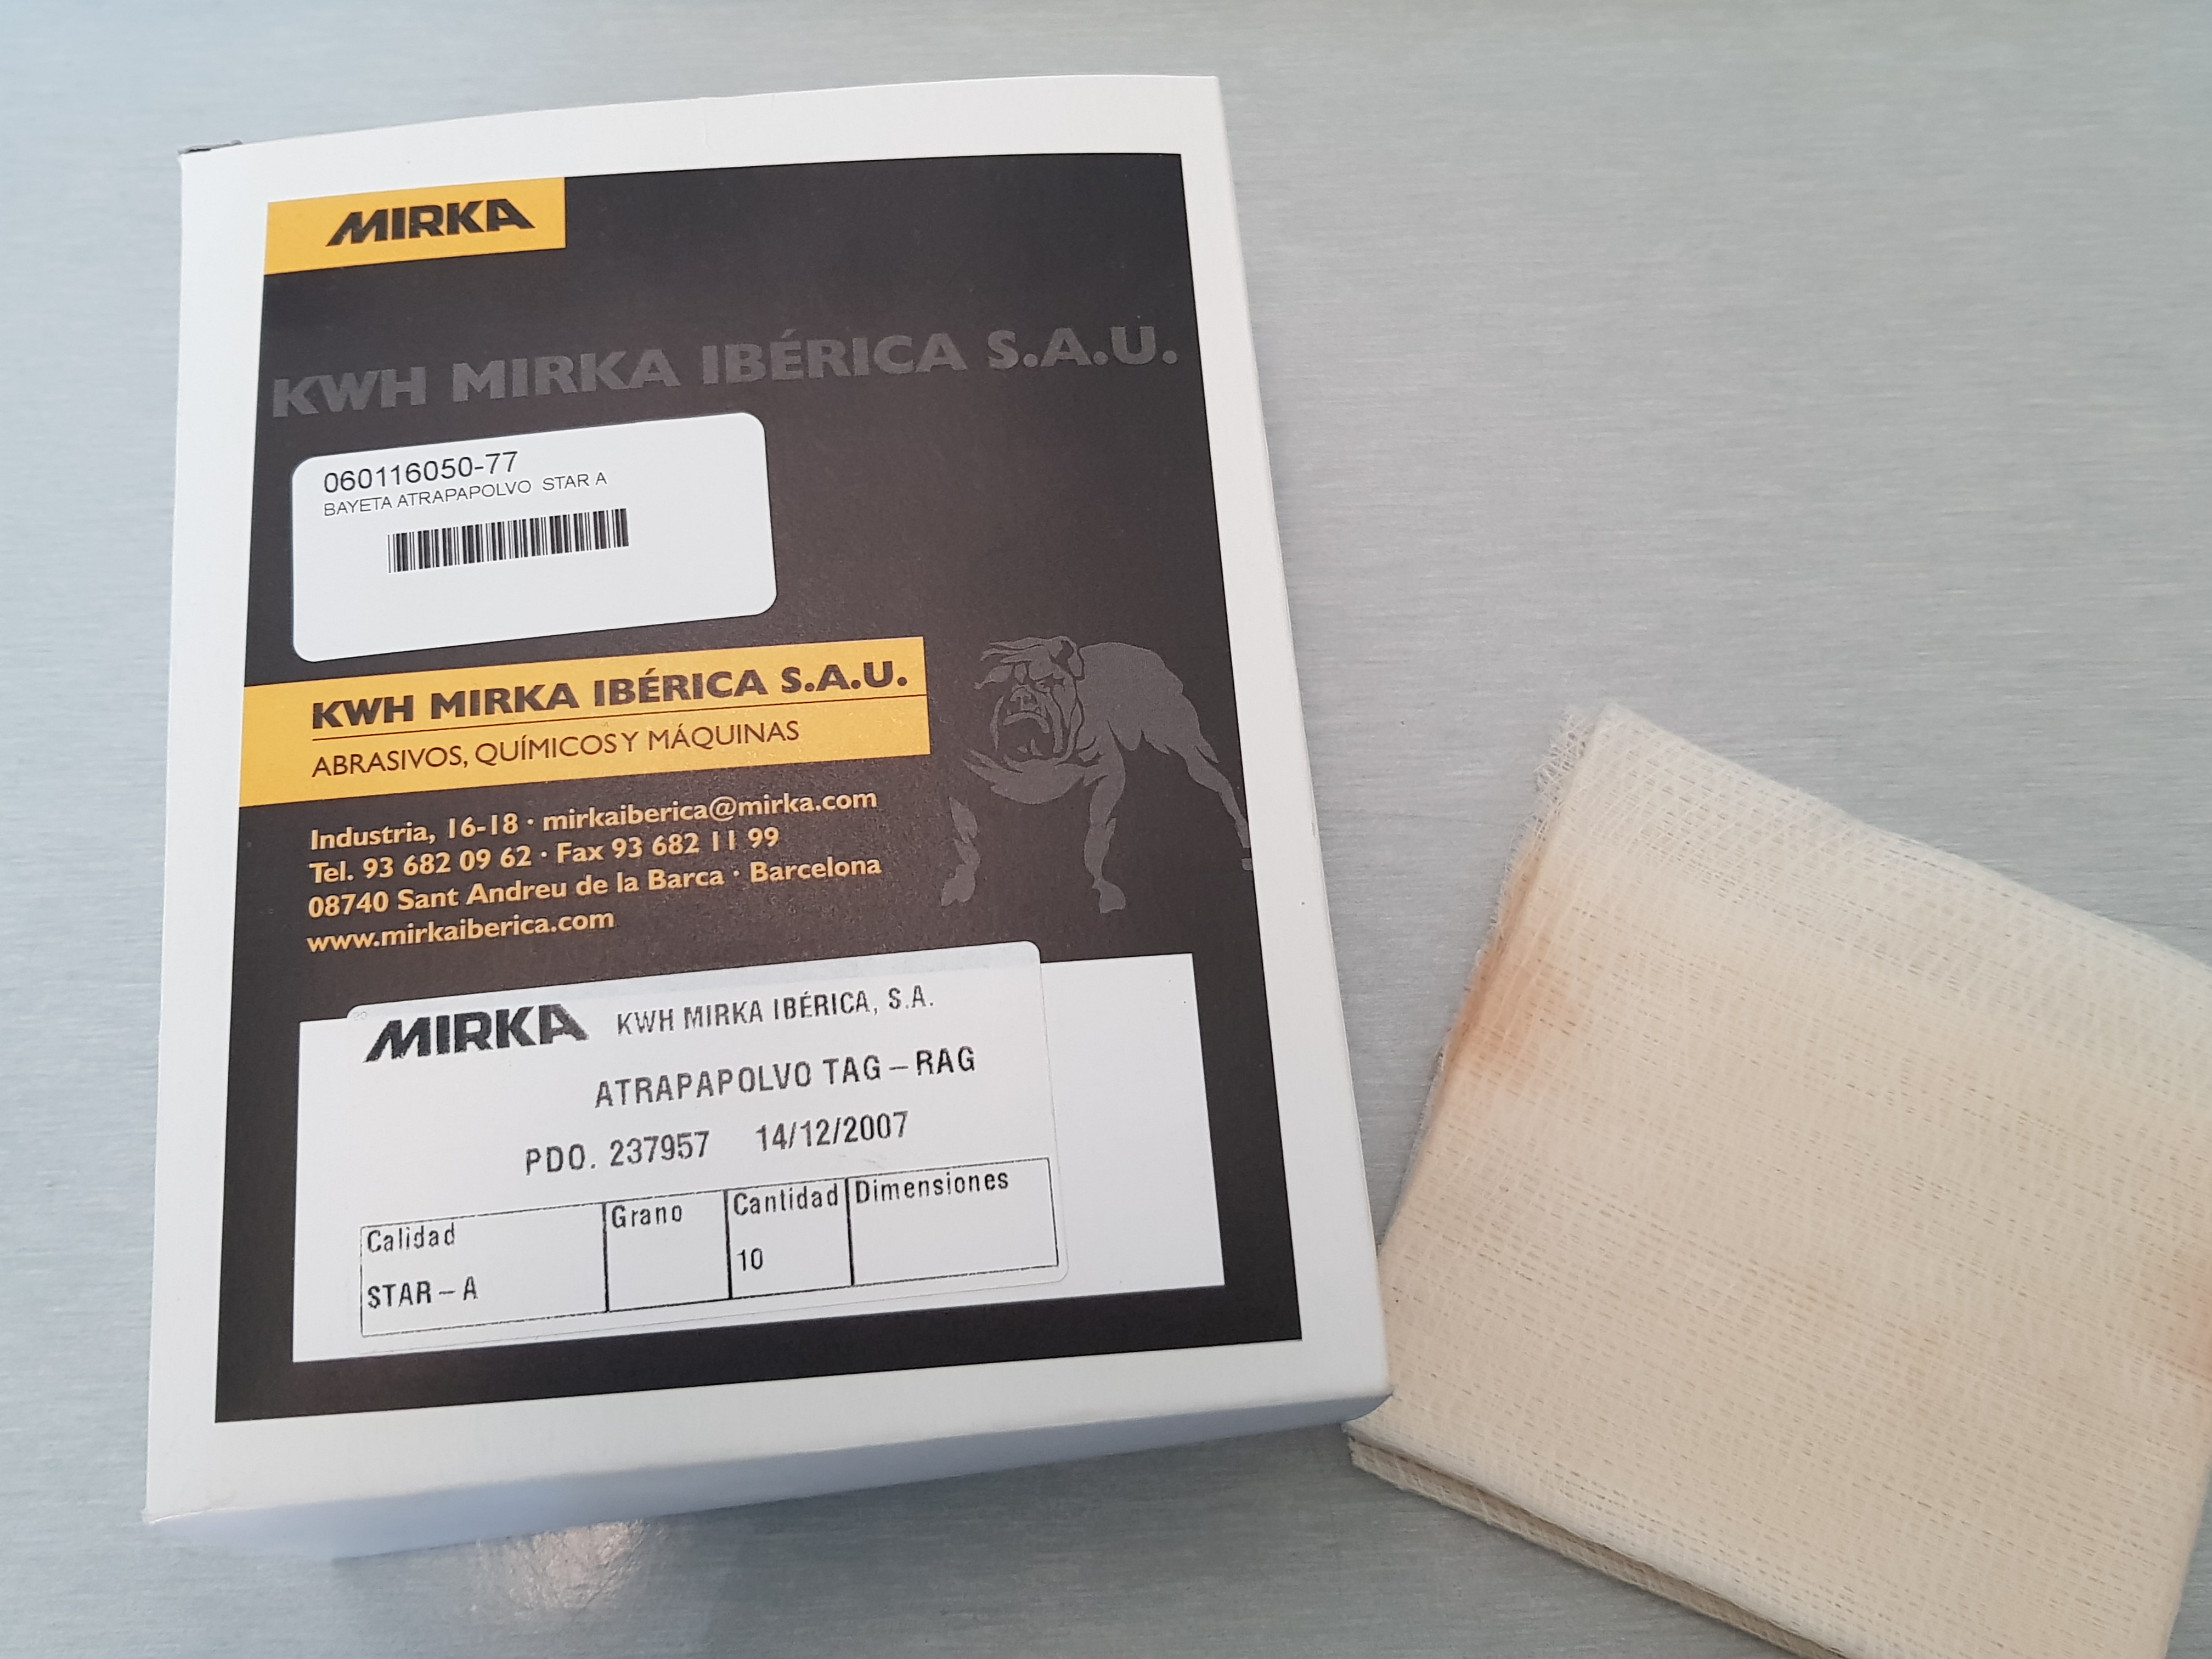 MIRKA
KWH MIRKA IBÉRICA S.A.U.
060116050-77
BAYETA ATRAPAPOLVO STAR A
KWH MIRKA IBÉRICA S.A.U.
ABRASIVOS, QUÍMICOS Y MÁQUINAS
Industria, 16-18 · mirkaiberica@mirka.com
Tel. 93 682 09 62 · Fax 93 682 11 99
08740 Sant Andreu de la Barca · Barcelona
www.mirkaiberica.com
MIRKA KWH MIRKA IBÉRICA, S.A.
ATRAPAPOLVO TAG-RAG
PDO. 237957 14/12/2007
Calidad Grano Cantidad Dimensiones
STAR-A 10